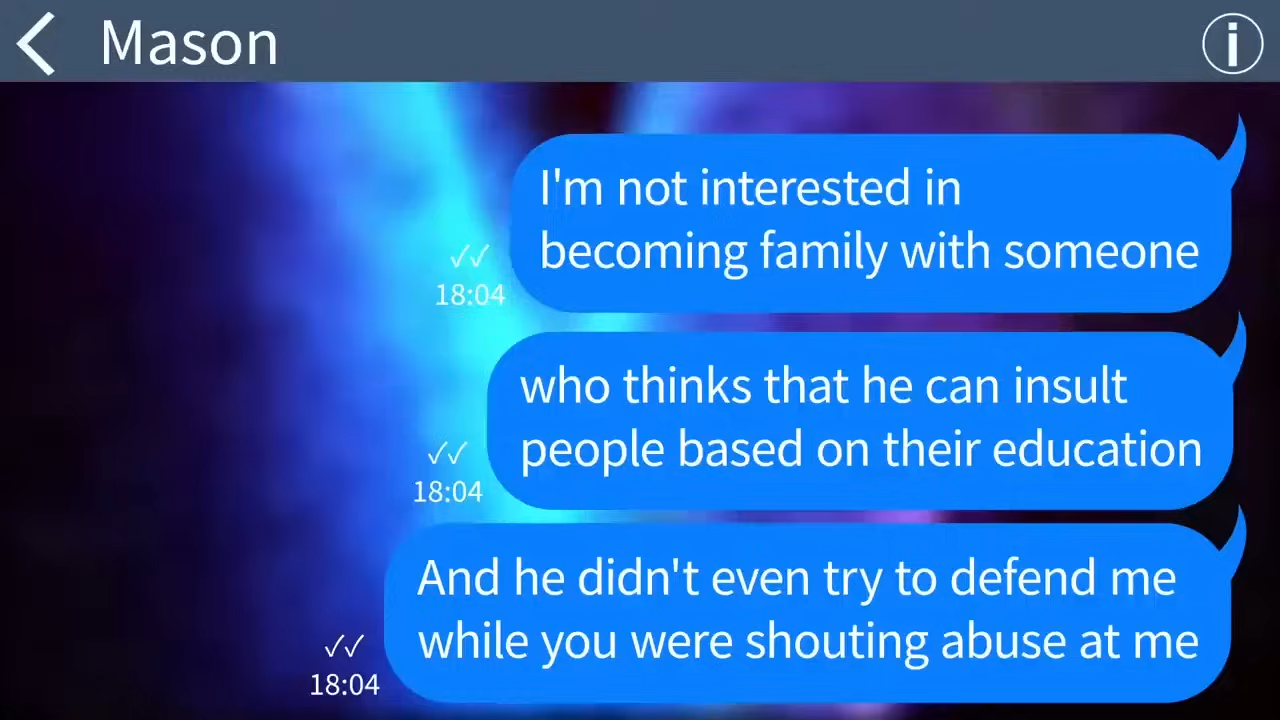 Mason
i
I'm not interested in
becoming family with someone
✓✓
18:04
who thinks that he can insult
people based on their education
✓✓
18:04
And he didn't even try to defend me
while you were shouting abuse at me
✓✓
18:04